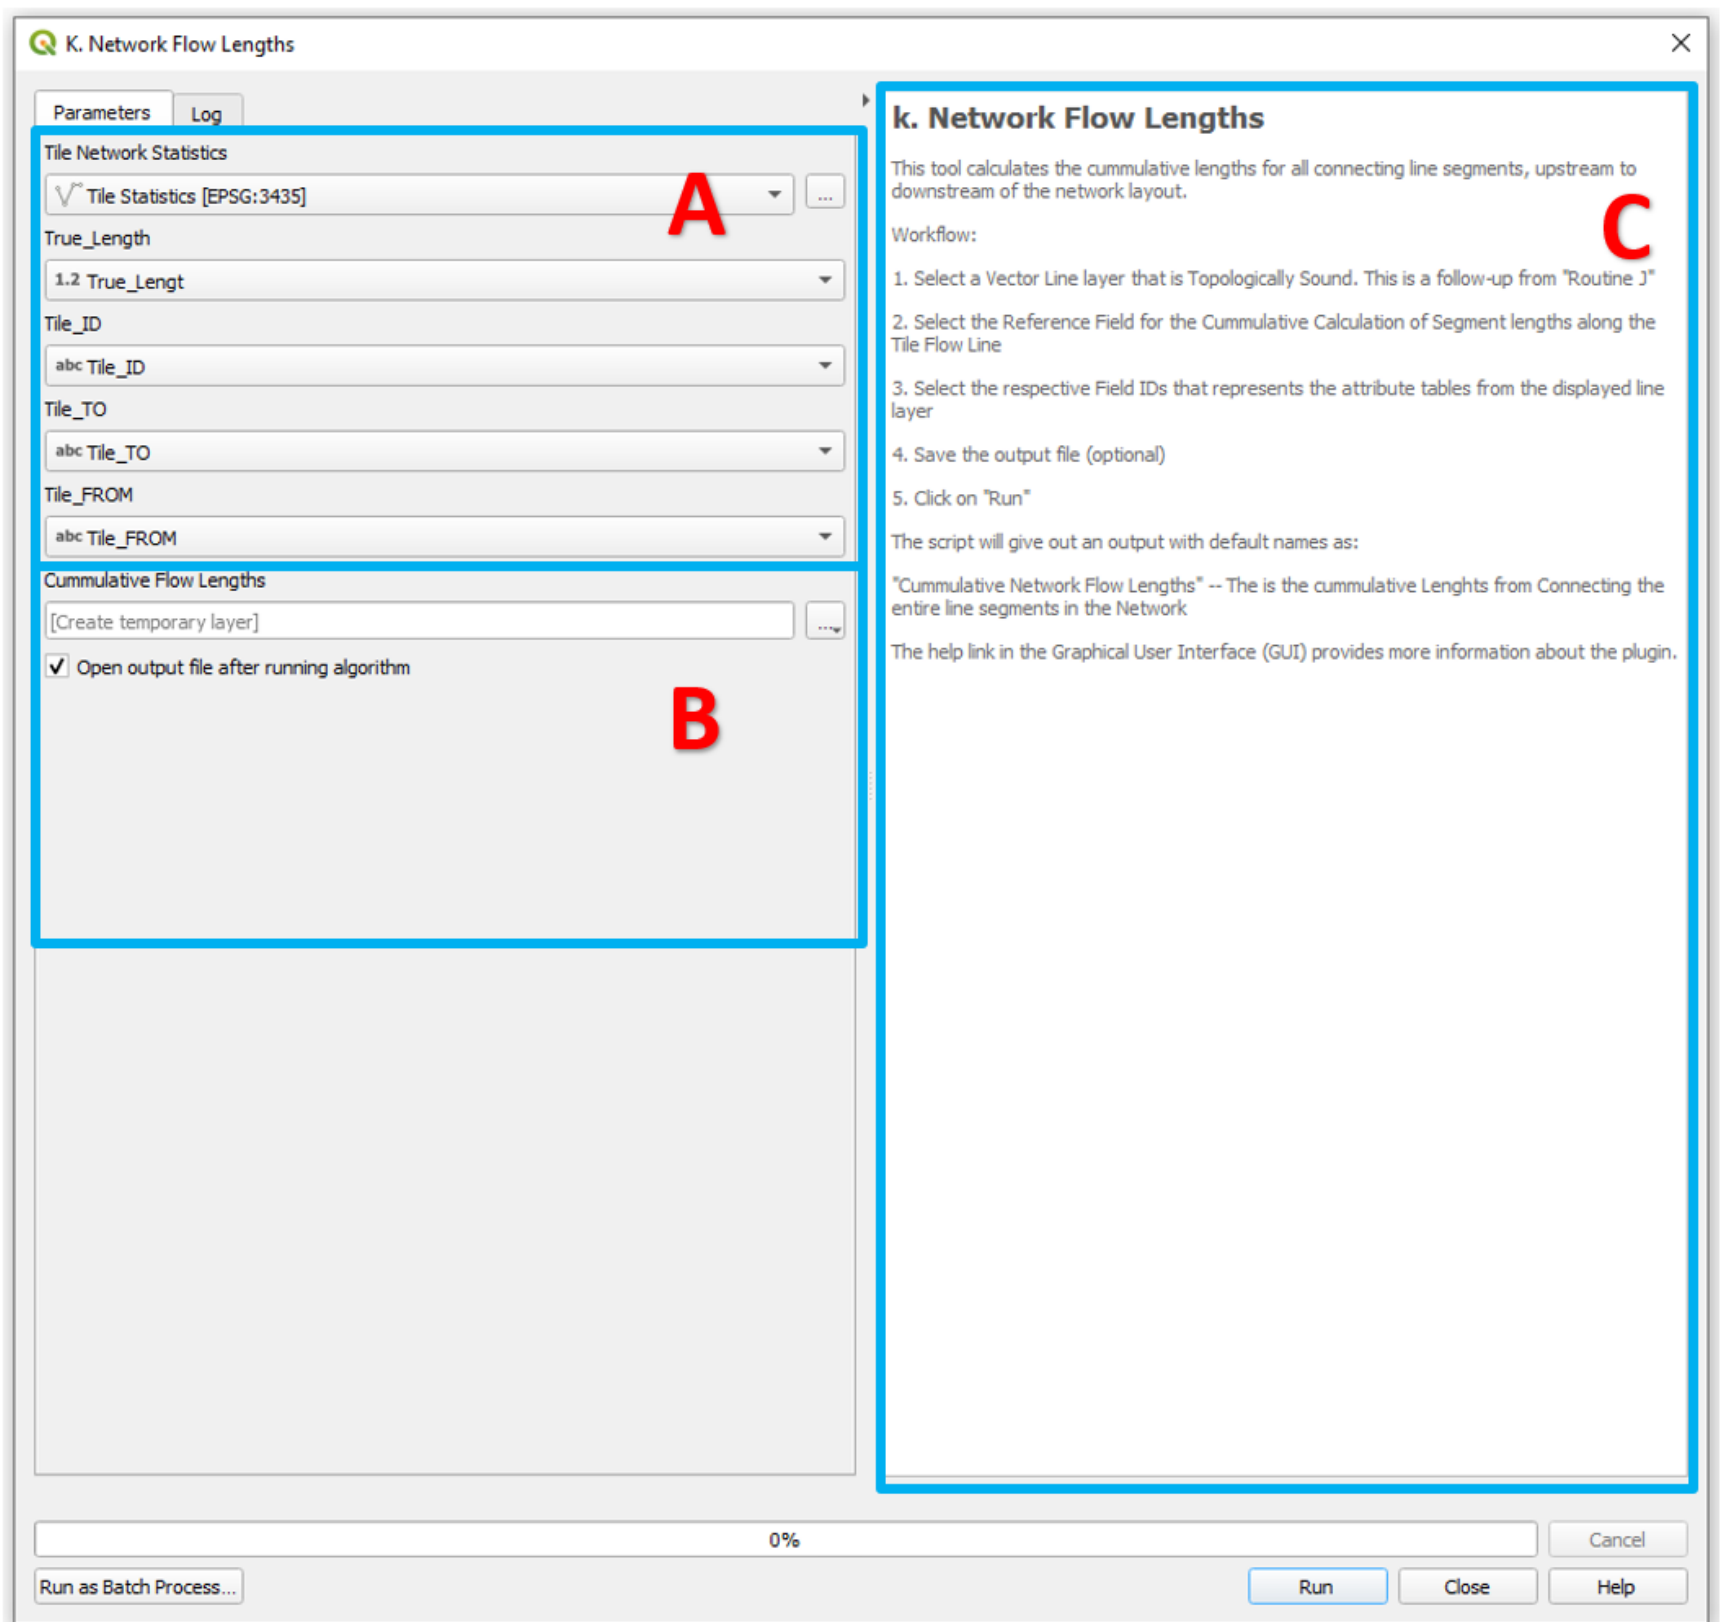 K. Network Flow Lengths
Parameters
Log
Tile Network Statistics
Tile Statistics [EPSG:3435]
...
True_Length
1.2 True_Lengt
Tile_ID
abc Tile_ID
Tile_TO
abc Tile_TO
Tile_FROM
abc Tile_FROM
A
Cummulative Flow Lengths
[Create temporary layer]
...
Open output file after running algorithm
B
k. Network Flow Lengths
This tool calculates the cummulative lengths for all connecting line segments, upstream to
downstream of the network layout.
C
Workflow:
1. Select a Vector Line layer that is Topologically Sound. This is a follow-up from "Routine J"
2. Select the Reference Field for the Cummulative Calculation of Segment lengths along the
Tile Flow Line
3. Select the respective Field IDs that represents the attribute tables from the displayed line
layer
4. Save the output file (optional)
5. Click on "Run"
The script will give out an output with default names as:
"Cummulative Network Flow Lengths" -- The is the cummulative Lenghts from Connecting the
entire line segments in the Network
The help link in the Graphical User Interface (GUI) provides more information about the plugin.
0%
Cancel
Run as Batch Process...
Run
Close
Help